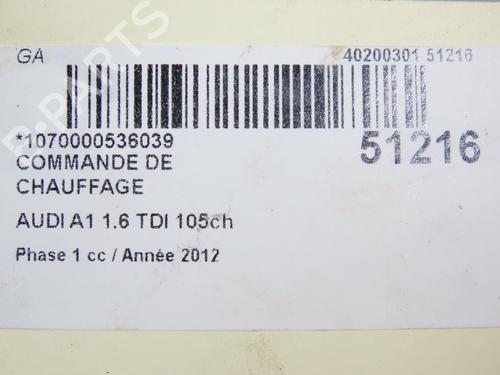 GA
40200301 51216
*1070000536039
51216
COMMANDE DE
CHAUFFAGE
AUDI A1 1.6 TDI 105ch
Phase 1 cc / Année 2012
B-PARTS